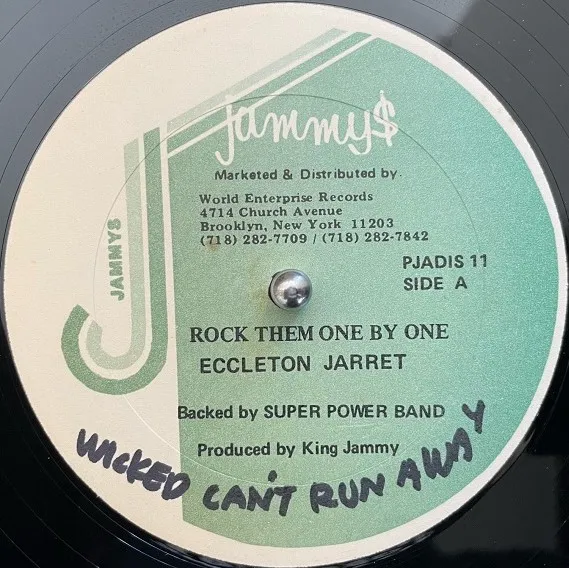 jammy$
Marketed & Distributed by.
World Enterprise Records
4714 Church Avenue
Brooklyn, New York 11203
(718) 282-7709 / (718) 282-7842
JAMMYS
PJADIS 11
SIDE A
ROCK THEM ONE BY ONE
ECCLETON JARRET
Backed by SUPER POWER BAND
Produced by King Jammy
WICKED CAN'T RUN AWAY